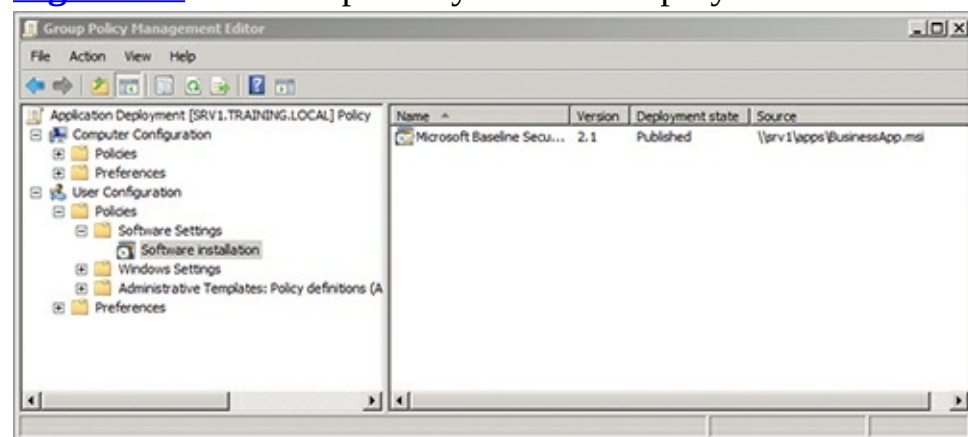 Group Policy Management Editor
File Action View Help
Application Deployment [SRV1.TRAINING.LOCAL] Policy
Computer Configuration
Policies
Preferences
User Configuration
Policies
Software Settings
Software installation
Windows Settings
Administrative Templates: Policy definitions (A
Preferences
Name Version Deployment state Source
Microsoft Baseline Secu... 2.1 Published \\srv1\apps\BusinessApp.msi